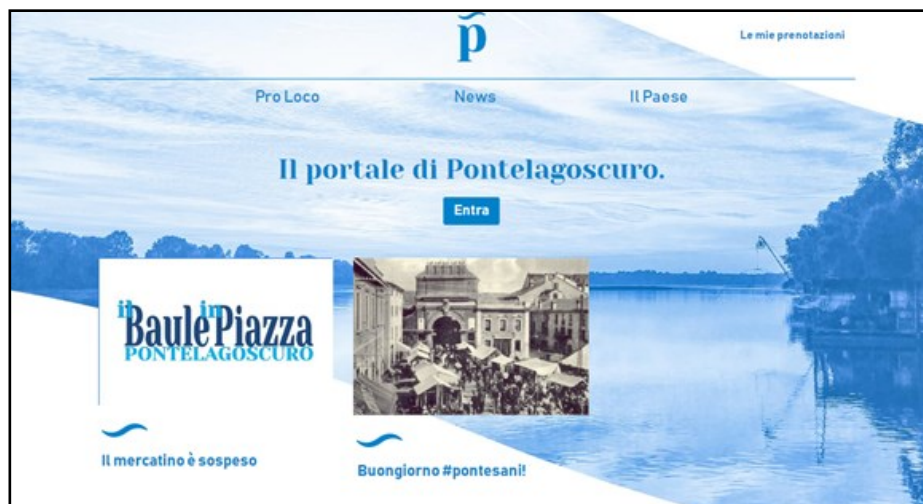 p̃
Le mie prenotazioni
Pro Loco
News
Il Paese
Il portale di Pontelagoscuro.
Entra
il in
Baule Piazza
PONTELAGOSCURO
Il mercatino è sospeso
Buongiorno #pontesani!